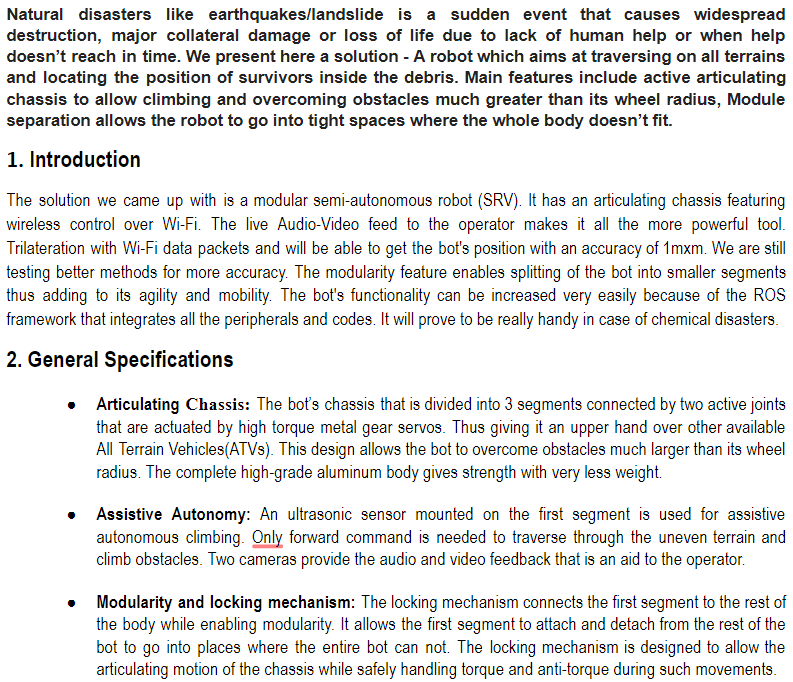 Natural disasters like earthquakes/landslide is a sudden event that causes widespread
destruction, major collateral damage or loss of life due to lack of human help or when help
doesn’t reach in time. We present here a solution - A robot which aims at traversing on all terrains
and locating the position of survivors inside the debris. Main features include active articulating
chassis to allow climbing and overcoming obstacles much greater than its wheel radius, Module
separation allows the robot to go into tight spaces where the whole body doesn’t fit.
1. Introduction
The solution we came up with is a modular semi-autonomous robot (SRV). It has an articulating chassis featuring
wireless control over Wi-Fi. The live Audio-Video feed to the operator makes it all the more powerful tool.
Trilateration with Wi-Fi data packets and will be able to get the bot's position with an accuracy of 1mxm. We are still
testing better methods for more accuracy. The modularity feature enables splitting of the bot into smaller segments
thus adding to its agility and mobility. The bot's functionality can be increased very easily because of the ROS
framework that integrates all the peripherals and codes. It will prove to be really handy in case of chemical disasters.
2. General Specifications
● Articulating Chassis: The bot’s chassis that is divided into 3 segments connected by two active joints
that are actuated by high torque metal gear servos. Thus giving it an upper hand over other available
All Terrain Vehicles(ATVs). This design allows the bot to overcome obstacles much larger than its wheel
radius. The complete high-grade aluminum body gives strength with very less weight.
● Assistive Autonomy: An ultrasonic sensor mounted on the first segment is used for assistive
autonomous climbing. Only forward command is needed to traverse through the uneven terrain and
climb obstacles. Two cameras provide the audio and video feedback that is an aid to the operator.
● Modularity and locking mechanism: The locking mechanism connects the first segment to the rest of
the body while enabling modularity. It allows the first segment to attach and detach from the rest of the
bot to go into places where the entire bot can not. The locking mechanism is designed to allow the
articulating motion of the chassis while safely handling torque and anti-torque during such movements.